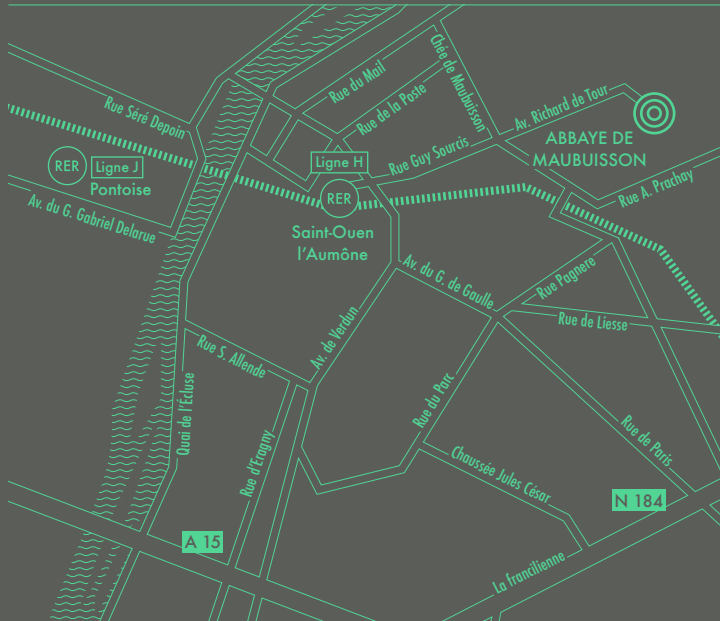 Rue du Mail
Chée de Maubuisson
Av. Richard de Tour
Rue Séré Depoin
Rue de la Poste
ABBAYE DE
MAUBUISSON
RER
Ligne J
Pontoise
Ligne H
Rue Guy Sourcis
RER
Rue A. Prachay
Av. du G. Gabriel Delarue
Saint-Ouen
l'Aumône
Av. du G. de Gaulle
Rue Pagnere
Rue de Liesse
Av. de Verdun
Rue S. Allende
Quai de l'Écluse
Rue du Parc
Rue de Paris
Rue d'Eragny
Chaussée Jules César
N 184
A 15
La francilienne